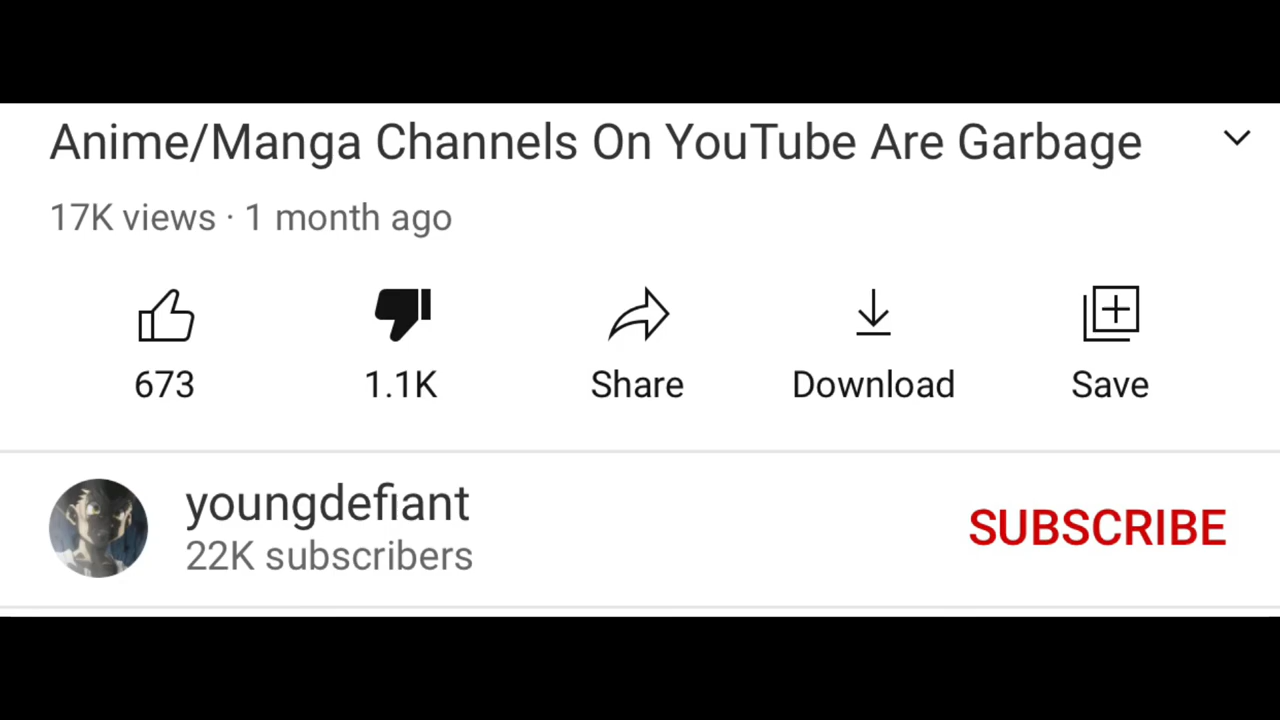 Anime/Manga Channels On YouTube Are Garbage
17K views · 1 month ago
673 1.1K Share Download Save
youngdefiant
22K subscribers
SUBSCRIBE